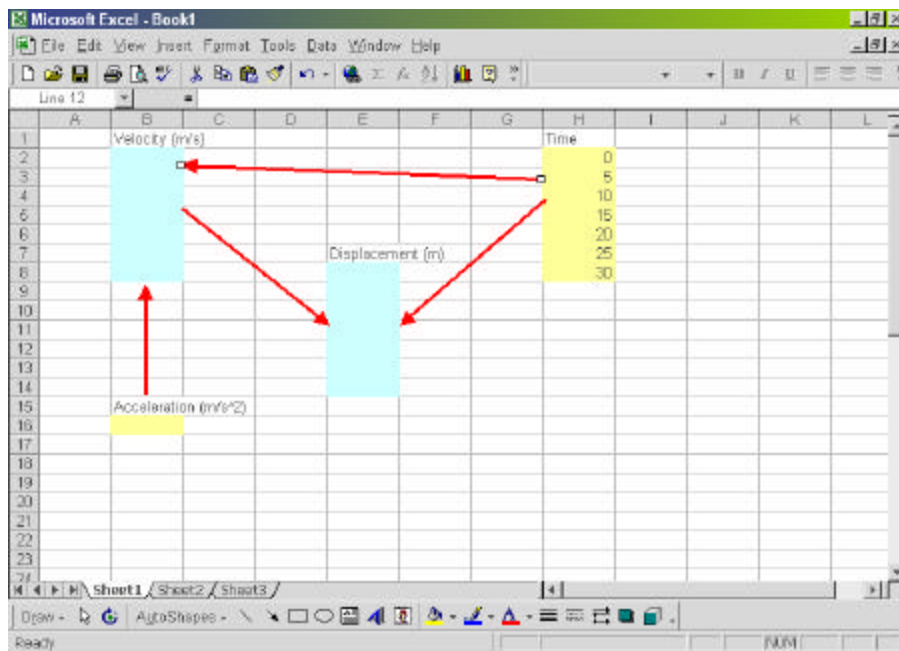 Microsoft Excel - Book1
File Edit View Insert Format Tools Data Window Help
Line 12 =
A B C D E F G H I J K L
1 Velocity (m/s) Time
2 0
3 5
4 10
5 15
6 20
7 Displacement (m) 25
8 30
9
10
11
12
13
14
15 Acceleration (m/s^2)
16
17
18
19
20
21
22
23
24
Sheet1 Sheet2 Sheet3
Draw AutoShapes
Ready NUM